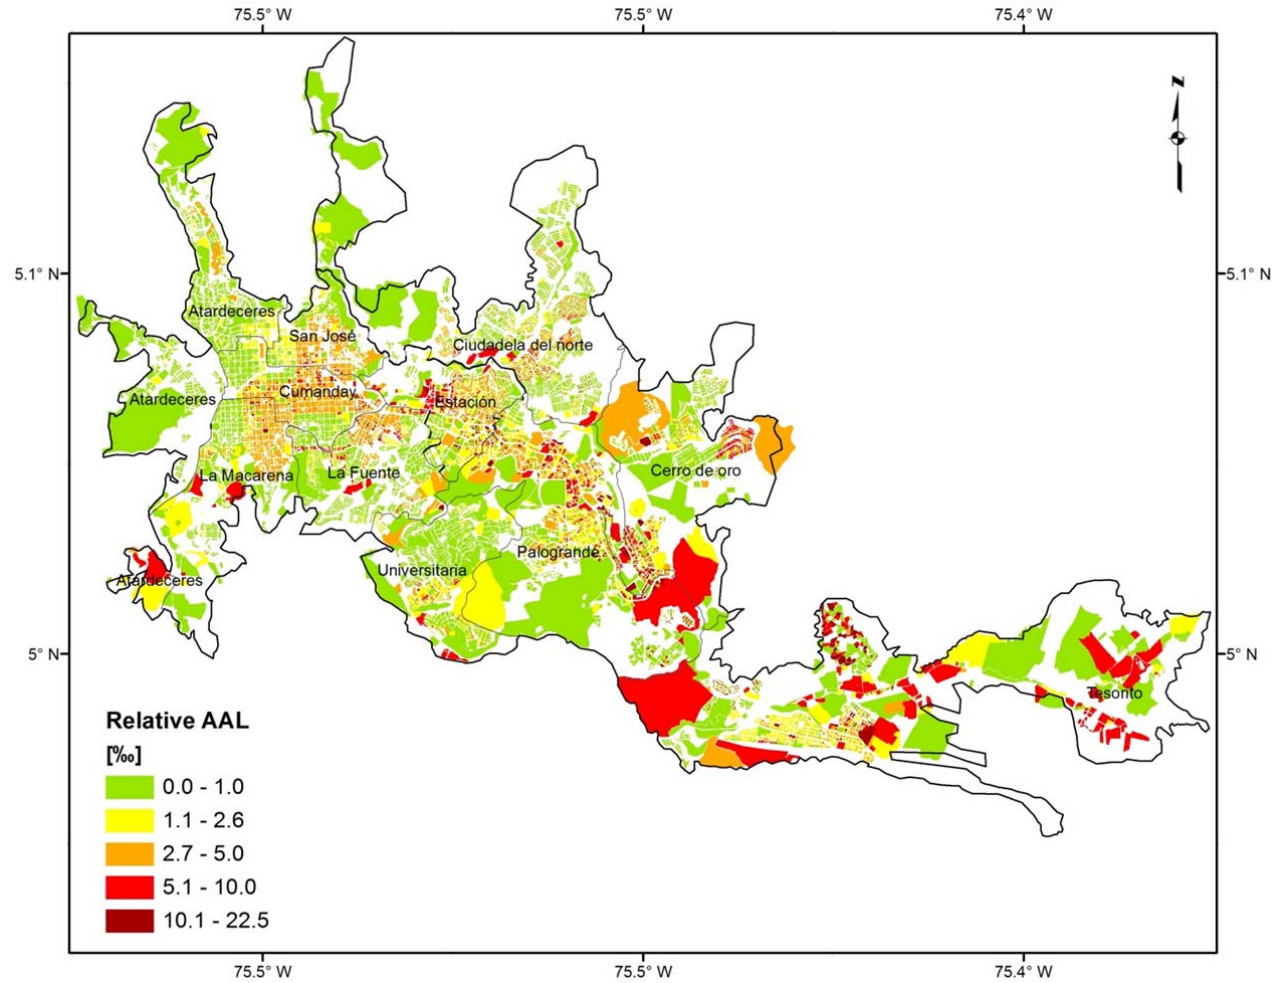 75.5° W 75.5° W 75.4° W
N
5.1° N 5.1° N
Atardeceres
San José
Ciudadela del norte
Cumanday
Atardeceres
Estación
Cerro de oro
La Fuente
La Macarena
Palogrande
Universitaria
Atardeceres
5° N 5° N
Tesorito
Relative AAL
[‰]
0.0 - 1.0
1.1 - 2.6
2.7 - 5.0
5.1 - 10.0
10.1 - 22.5
75.5° W 75.5° W 75.4° W